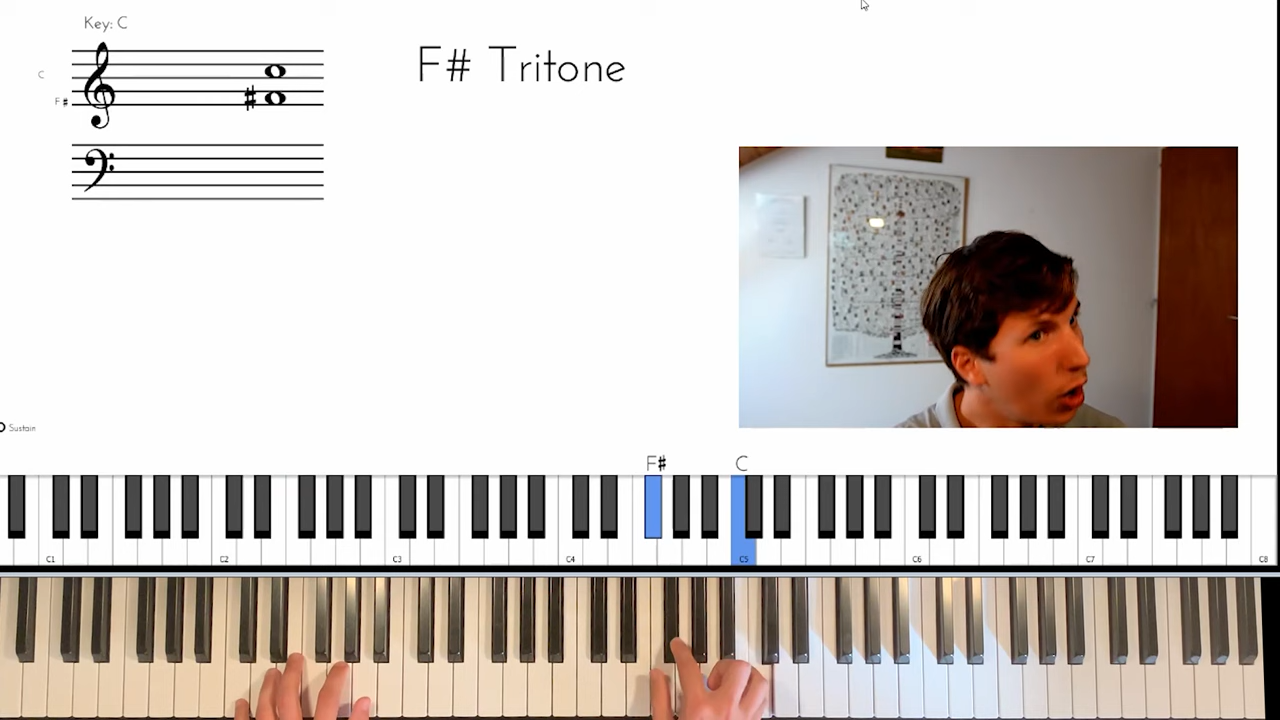 Key: C
F# Tritone
C
F#
Sustain
F# C
C1 C2 C3 C4 C5 C6 C7 C8